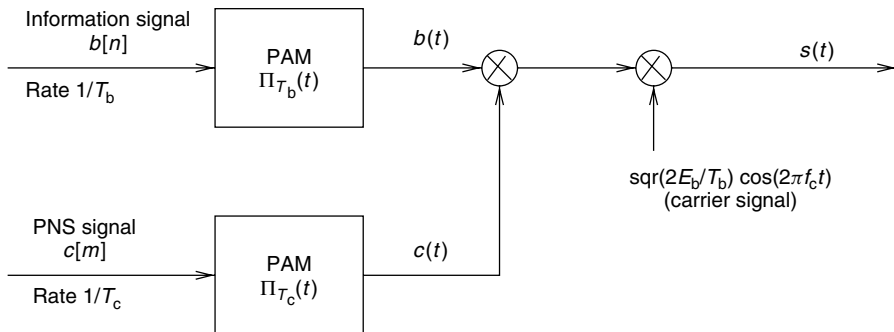 Information signal
b[n]
Rate 1/T_b
PAM
Π_{T_b}(t)
b(t)
s(t)
sqr(2E_b/T_b) cos(2πf_ct)
(carrier signal)
PNS signal
c[m]
Rate 1/T_c
PAM
Π_{T_c}(t)
c(t)